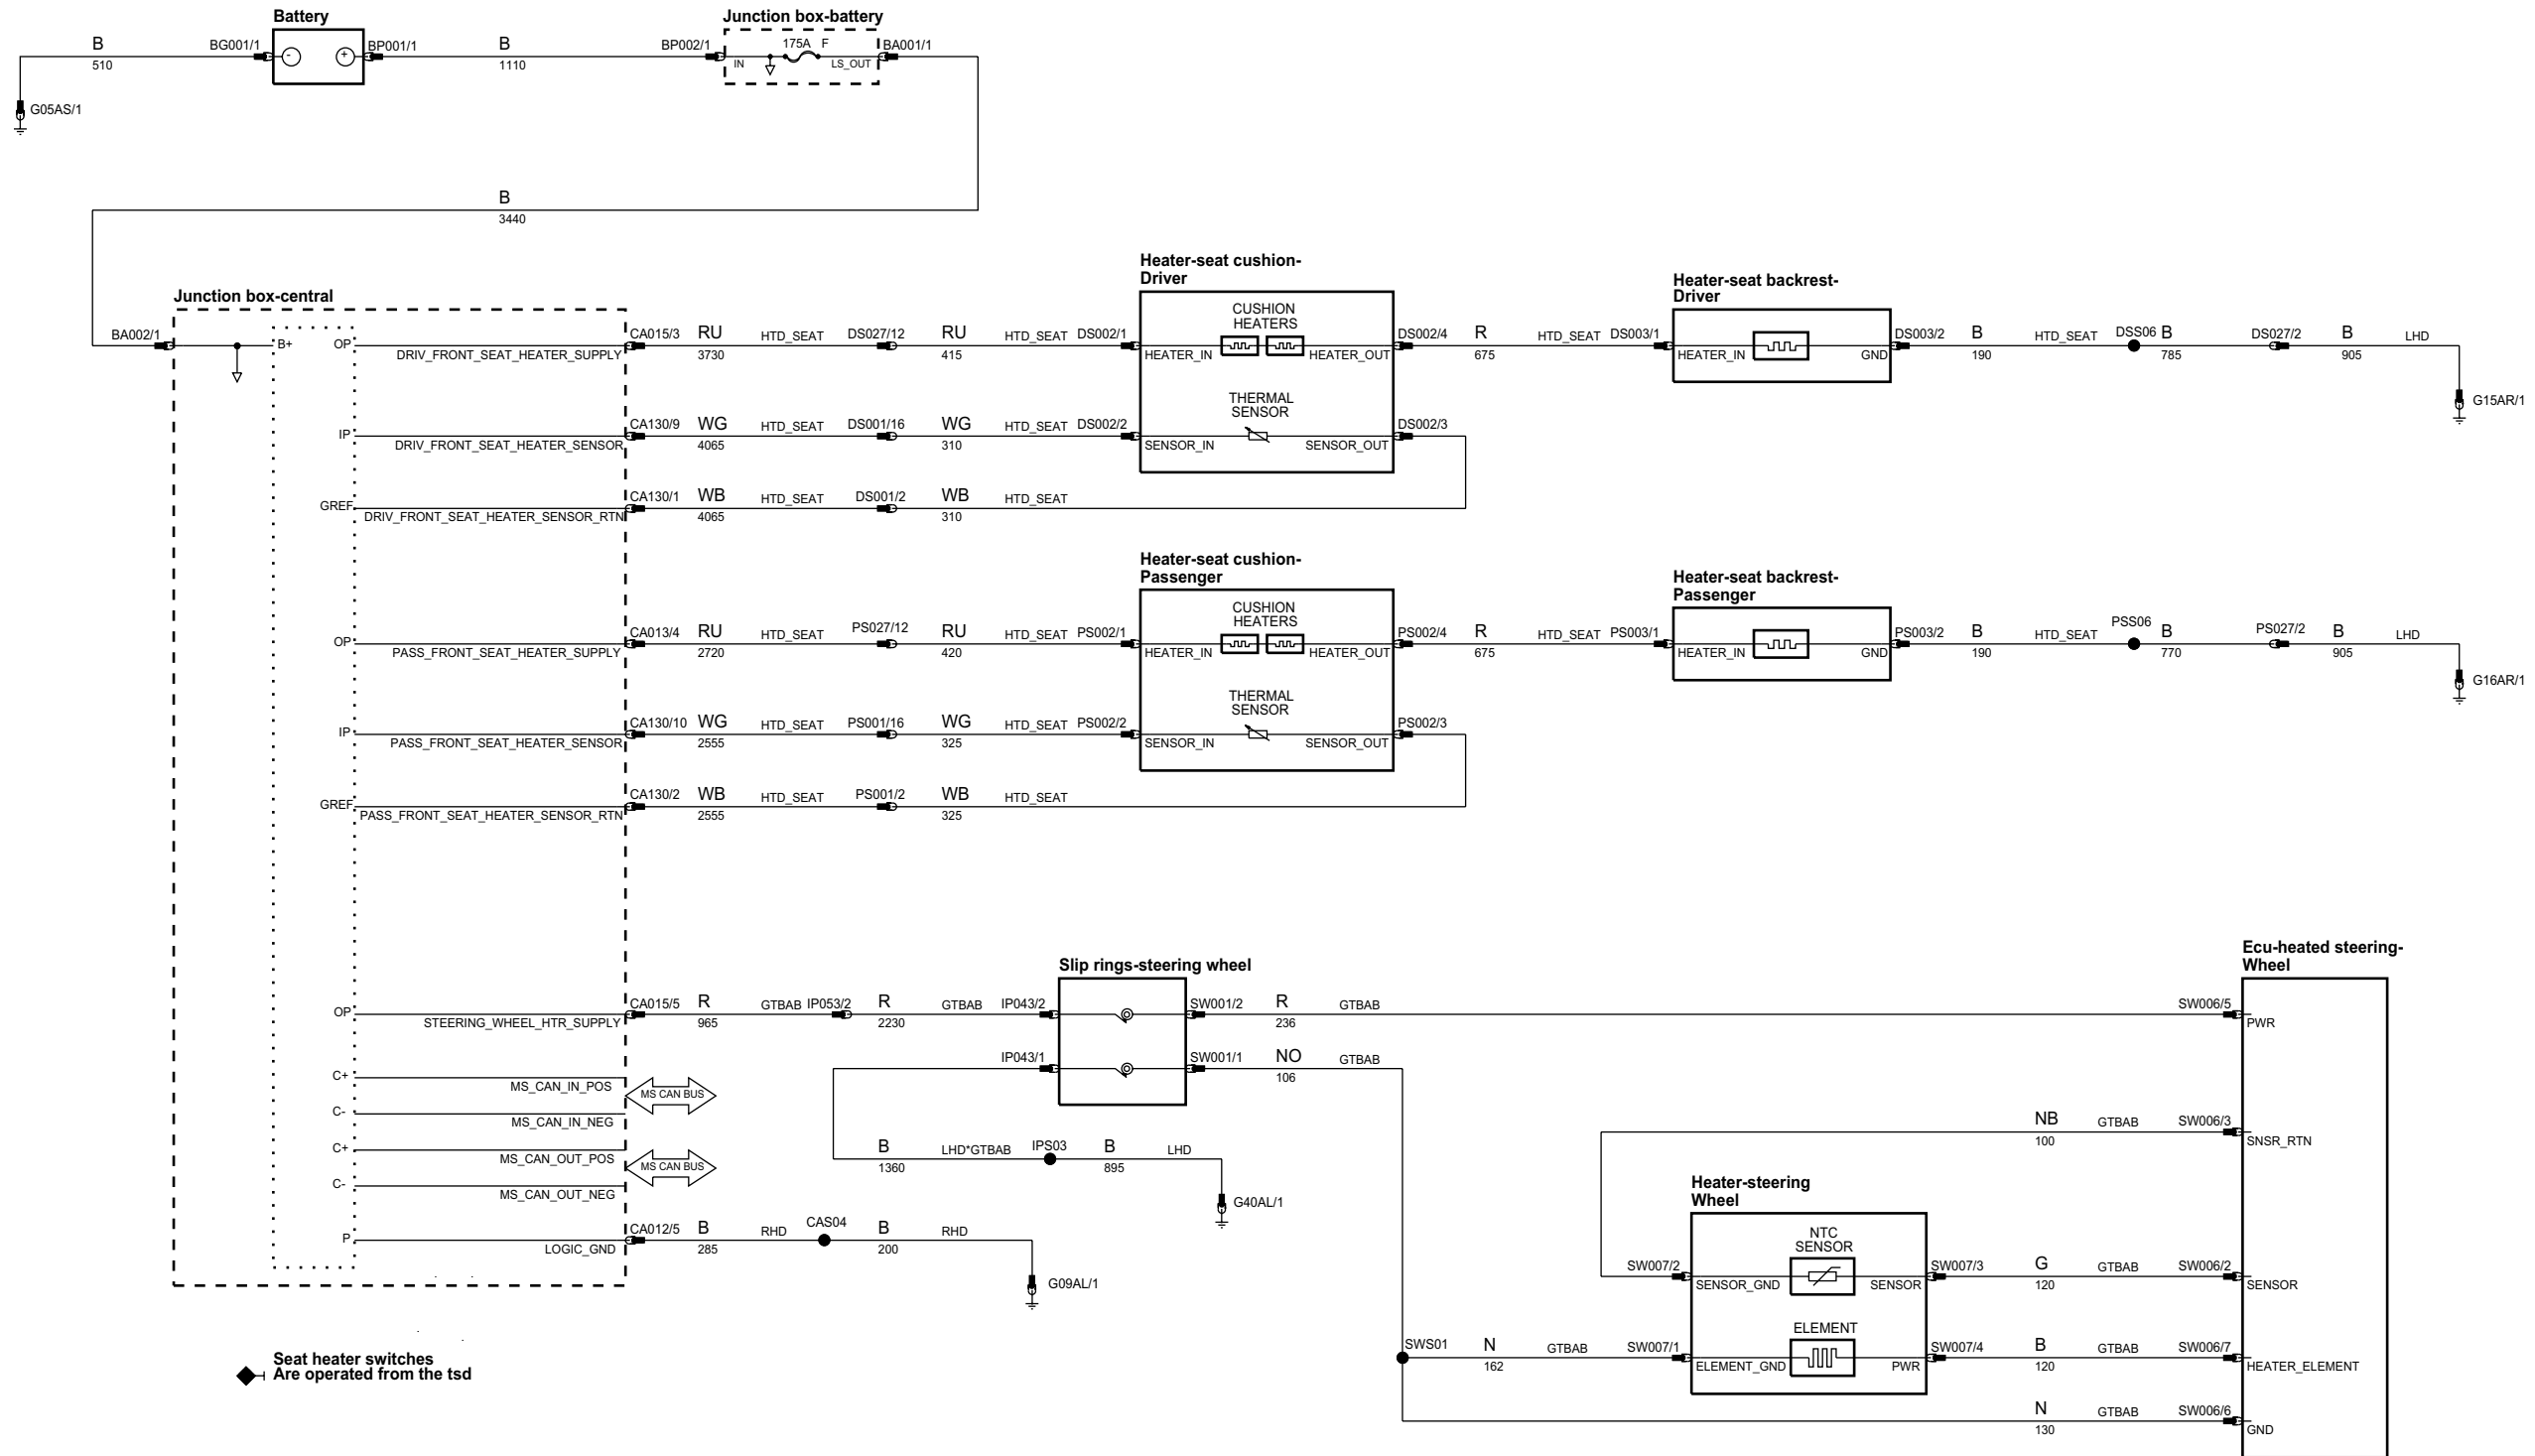 Battery
Junction box-battery
B
510
BG001/1
-
+
BP001/1
B
1110
BP002/1
175A F
IN
LS_OUT
BA001/1
G05AS/1
B
3440
Junction box-central
BA002/1
B+
OP
DRIV_FRONT_SEAT_HEATER_SUPPLY
CA015/3
RU
3730
HTD_SEAT
DS027/12
RU
415
HTD_SEAT
DS002/1
Heater-seat cushion-
Driver
CUSHION
HEATERS
HEATER_IN
HEATER_OUT
DS002/4
R
675
HTD_SEAT
DS003/1
Heater-seat backrest-
Driver
HEATER_IN
GND
DS003/2
B
190
HTD_SEAT
DSS06
B
785
DS027/2
B
905
LHD
G15AR/1
IP
DRIV_FRONT_SEAT_HEATER_SENSOR
CA130/9
WG
4065
HTD_SEAT
DS001/16
WG
310
HTD_SEAT
DS002/2
THERMAL
SENSOR
SENSOR_IN
SENSOR_OUT
DS002/3
GREF
DRIV_FRONT_SEAT_HEATER_SENSOR_RTN
CA130/1
WB
4065
HTD_SEAT
DS001/2
WB
310
HTD_SEAT
Heater-seat cushion-
Passenger
OP
PASS_FRONT_SEAT_HEATER_SUPPLY
CA013/4
RU
2720
HTD_SEAT
PS027/12
RU
420
HTD_SEAT
PS002/1
CUSHION
HEATERS
HEATER_IN
HEATER_OUT
PS002/4
R
675
HTD_SEAT
PS003/1
Heater-seat backrest-
Passenger
HEATER_IN
GND
PS003/2
B
190
HTD_SEAT
PSS06
B
770
PS027/2
B
905
LHD
G16AR/1
IP
PASS_FRONT_SEAT_HEATER_SENSOR
CA130/10
WG
2555
HTD_SEAT
PS001/16
WG
325
HTD_SEAT
PS002/2
THERMAL
SENSOR
SENSOR_IN
SENSOR_OUT
PS002/3
GREF
PASS_FRONT_SEAT_HEATER_SENSOR_RTN
CA130/2
WB
2555
HTD_SEAT
PS001/2
WB
325
HTD_SEAT
Slip rings-steering wheel
Ecu-heated steering-
Wheel
OP
STEERING_WHEEL_HTR_SUPPLY
CA015/5
R
965
GTBAB
IP053/2
R
2230
GTBAB
IP043/2
SW001/2
R
236
GTBAB
SW006/5
PWR
IP043/1
SW001/1
NO
106
GTBAB
C+
MS_CAN_IN_POS
C-
MS_CAN_IN_NEG
MS CAN BUS
C+
MS_CAN_OUT_POS
C-
MS_CAN_OUT_NEG
MS CAN BUS
B
1360
LHD*GTBAB
IPS03
B
895
LHD
G40AL/1
NB
100
GTBAB
SW006/3
SNSR_RTN
P
LOGIC_GND
CA012/5
B
285
RHD
CAS04
B
200
RHD
G09AL/1
Heater-steering
Wheel
NTC
SENSOR
SW007/2
SENSOR_GND
SENSOR
SW007/3
G
120
GTBAB
SW006/2
SENSOR
SWS01
N
162
GTBAB
SW007/1
ELEMENT
ELEMENT_GND
PWR
SW007/4
B
120
GTBAB
SW006/7
HEATER_ELEMENT
N
130
GTBAB
SW006/6
GND
Seat heater switches
Are operated from the tsd